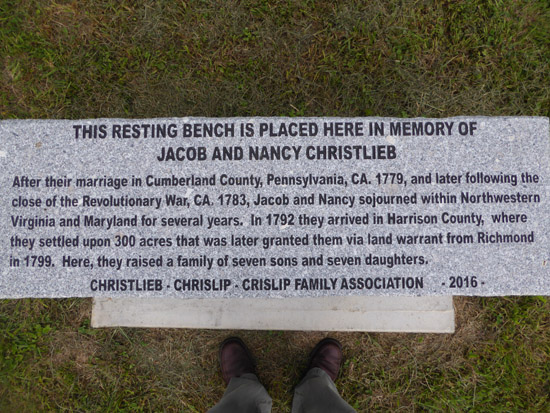 THIS RESTING BENCH IS PLACED HERE IN MEMORY OF
JACOB AND NANCY CHRISTLIEB
After their marriage in Cumberland County, Pennsylvania, CA. 1779, and later following the
close of the Revolutionary War, CA. 1783, Jacob and Nancy sojourned within Northwestern
Virginia and Maryland for several years. In 1792 they arrived in Harrison County, where
they settled upon 300 acres that was later granted them via land warrant from Richmond
in 1799. Here, they raised a family of seven sons and seven daughters.
CHRISTLIEB - CHRISLIP - CRISLIP FAMILY ASSOCIATION - 2016 -